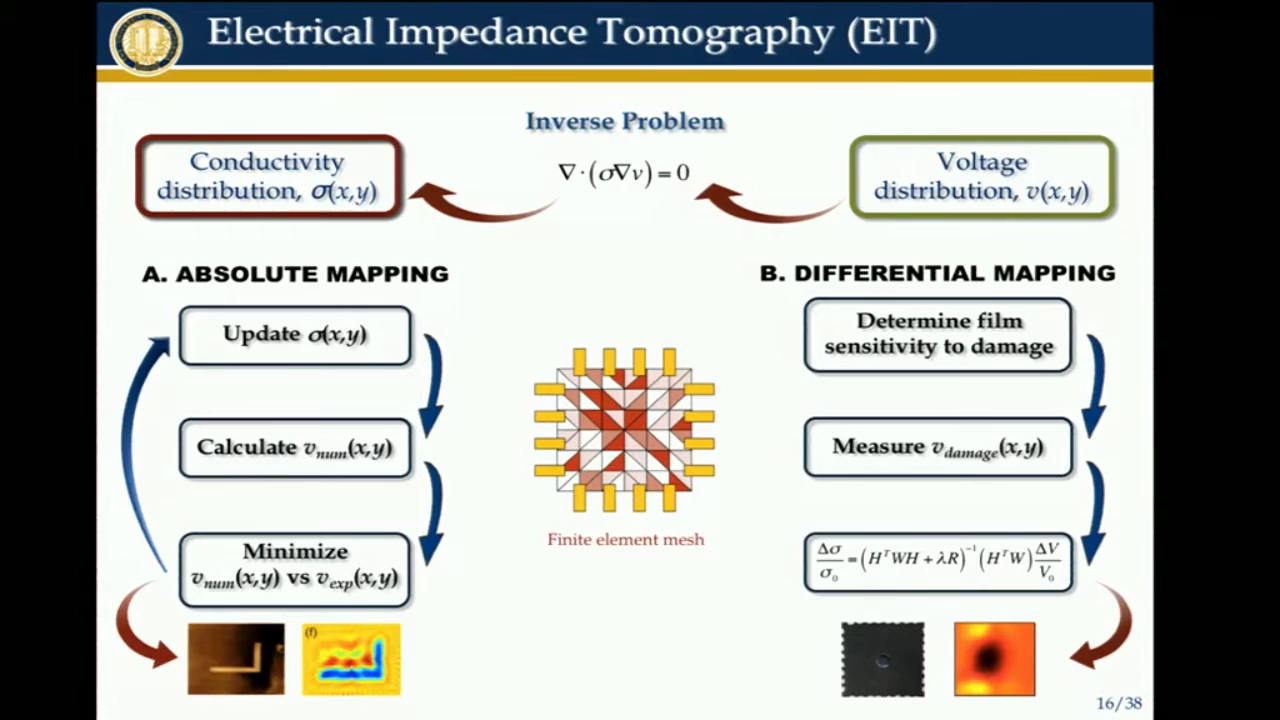 Electrical Impedance Tomography (EIT)
Inverse Problem
Conductivity
distribution, σ(x,y)
∇·(σ∇v) = 0
Voltage
distribution, v(x,y)
A. ABSOLUTE MAPPING
Update σ(x,y)
Calculate v_num(x,y)
Minimize
v_num(x,y) vs v_exp(x,y)
(f)
Finite element mesh
B. DIFFERENTIAL MAPPING
Determine film
sensitivity to damage
Measure v_damage(x,y)
Δσ/σ₀ = (HᵀWH + λR)⁻¹ (HᵀW) ΔV/V₀
16/38